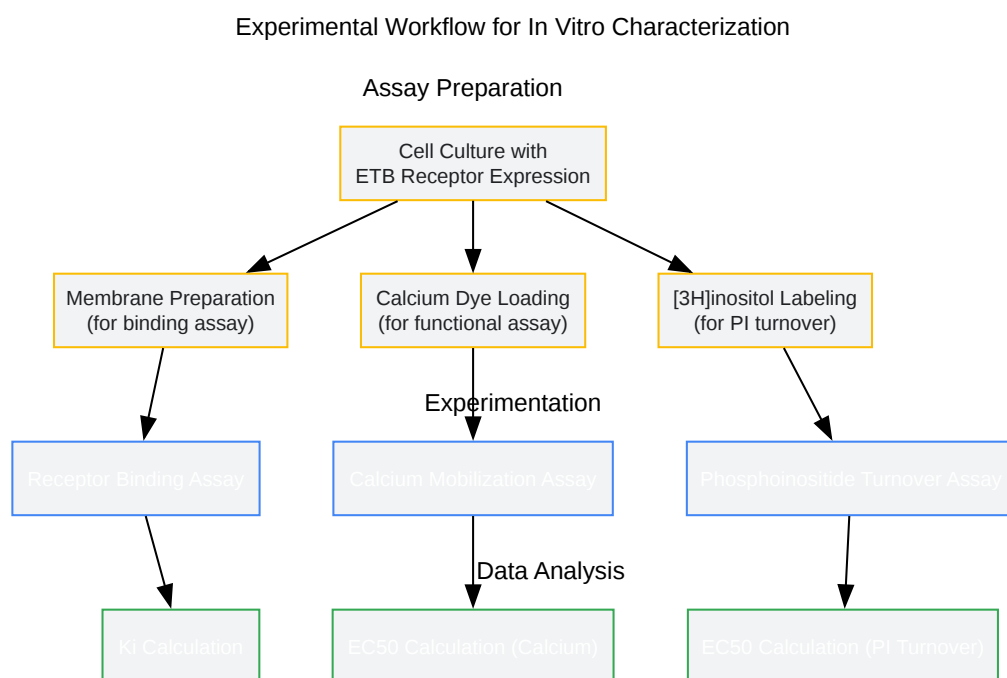 Experimental Workflow for In Vitro Characterization
Assay Preparation
Cell Culture with
ETB Receptor Expression
Membrane Preparation
(for binding assay)
Calcium Dye Loading
(for functional assay)
[3H]inositol Labeling
(for PI turnover)
Experimentation
Receptor Binding Assay
Calcium Mobilization Assay
Phosphoinositide Turnover Assay
Data Analysis
Ki Calculation
EC50 Calculation (Calcium)
EC50 Calculation (PI Turnover)